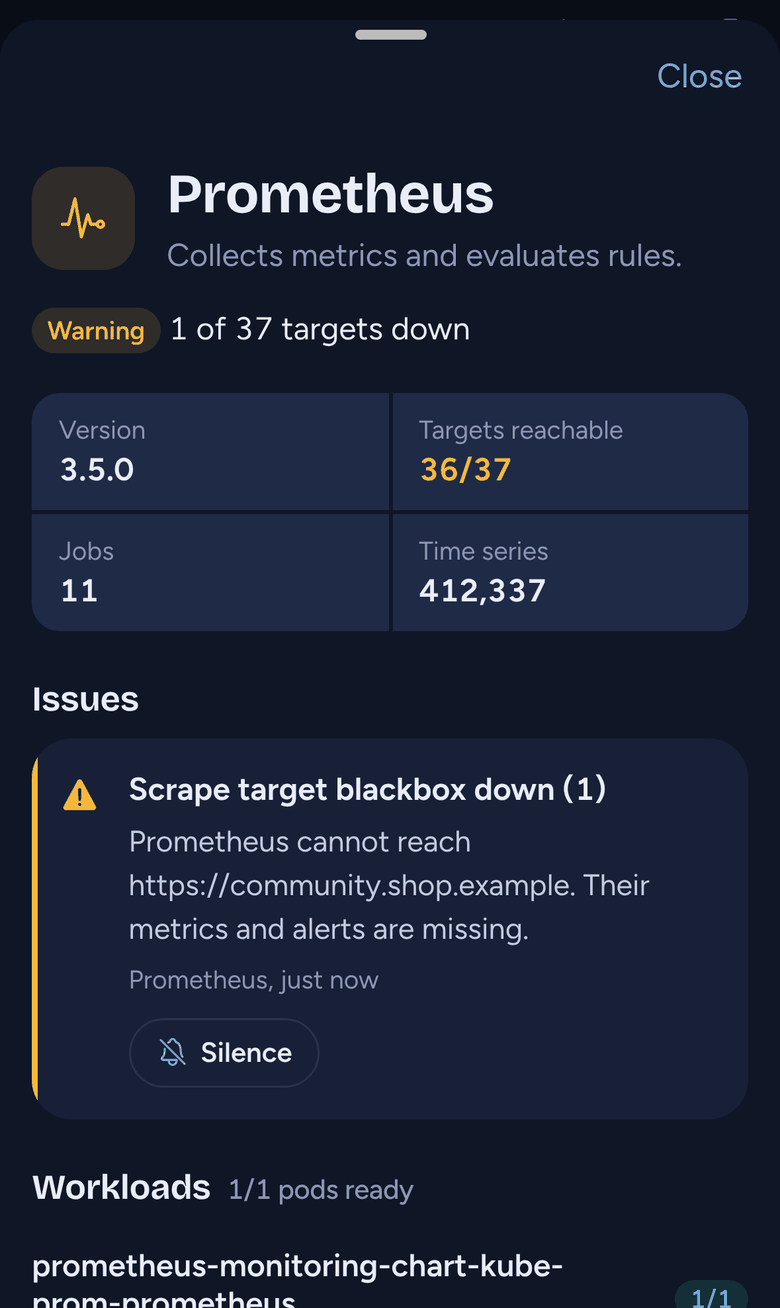 Close
Prometheus
Collects metrics and evaluates rules.
Warning 1 of 37 targets down
Version
3.5.0
Targets reachable
36/37
Jobs
11
Time series
412,337
Issues
Scrape target blackbox down (1)
Prometheus cannot reach
https://community.shop.example. Their
metrics and alerts are missing.
Prometheus, just now
Silence
Workloads 1/1 pods ready
prometheus-monitoring-chart-kube-
prom-prometheus
1/1